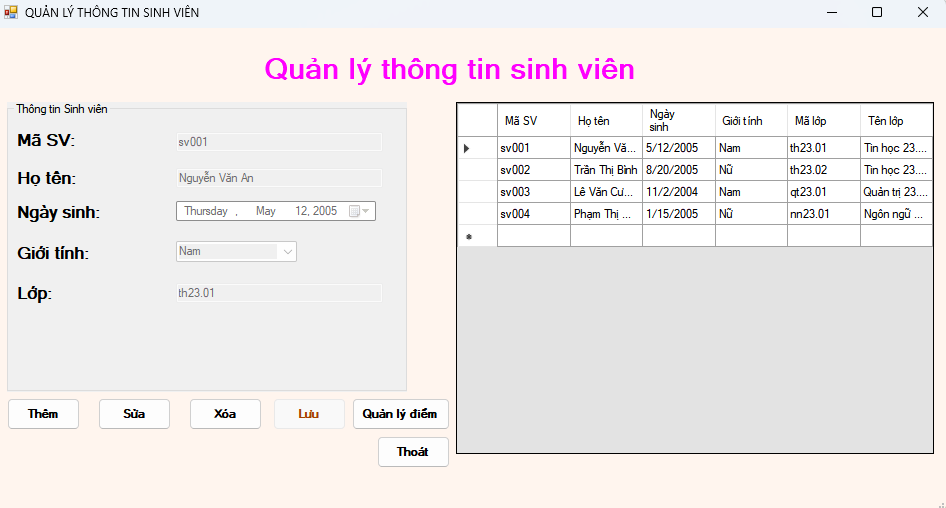 QUẢN LÝ THÔNG TIN SINH VIÊN
Quản lý thông tin sinh viên
Thông tin Sinh viên
Mã SV: sv001
Họ tên: Nguyễn Văn An
Ngày sinh: Thursday , May 12, 2005
Giới tính: Nam
Lớp: th23.01
Thêm Sửa Xóa Lưu Quản lý điểm
Thoát
Mã SV Họ tên Ngày sinh Giới tính Mã lớp Tên lớp
sv001 Nguyễn Vă... 5/12/2005 Nam th23.01 Tin học 23....
sv002 Trần Thị Bình 8/20/2005 Nữ th23.02 Tin học 23....
sv003 Lê Văn Cư... 11/2/2004 Nam qt23.01 Quản trị 23....
sv004 Phạm Thị ... 1/15/2005 Nữ nn23.01 Ngôn ngữ ...